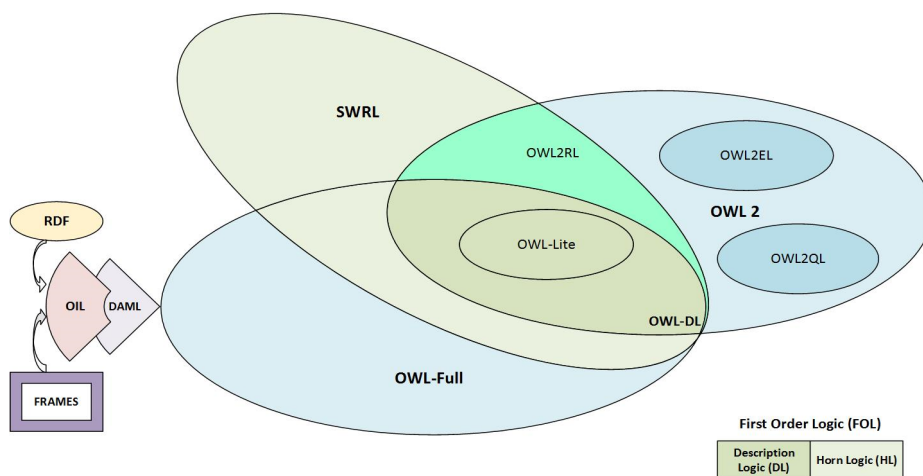 SWRL
OWL2RL
OWL2EL
OWL 2
RDF
OWL-Lite
OWL2QL
OIL
DAML
OWL-DL
OWL-Full
FRAMES
First Order Logic (FOL)
Description
Logic (DL)
Horn Logic (HL)